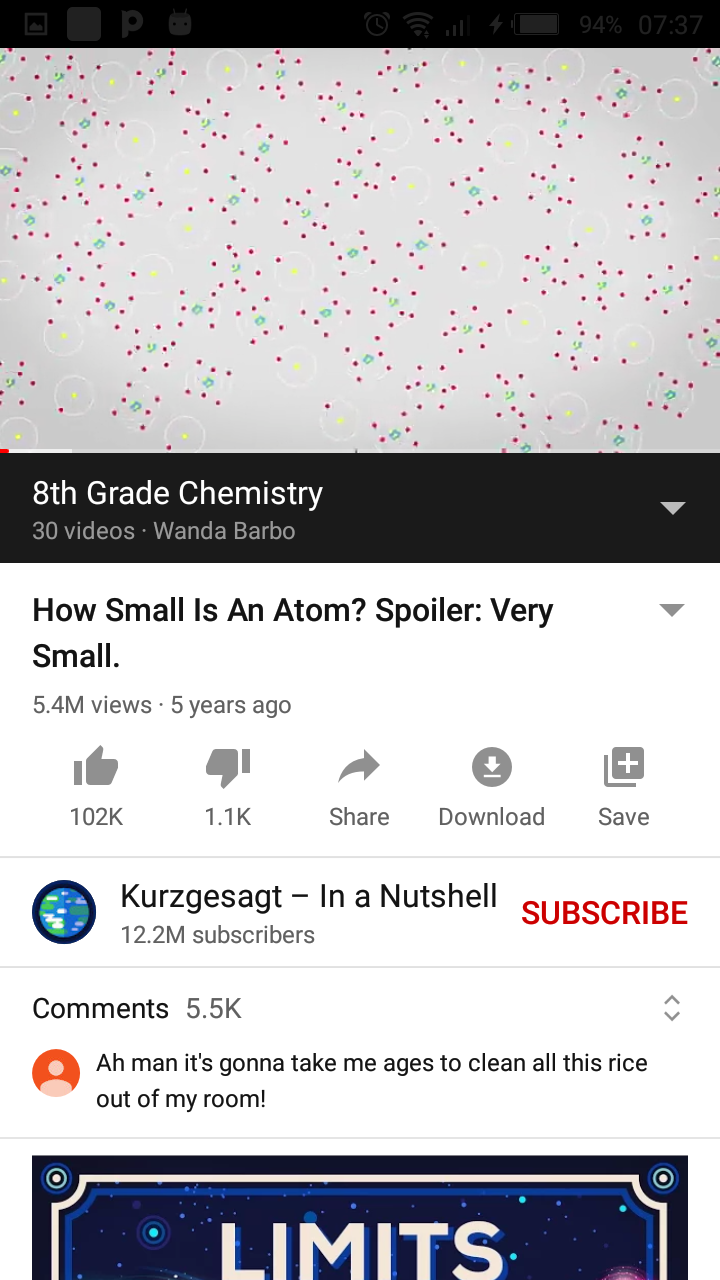 94% 07:37
8th Grade Chemistry
30 videos · Wanda Barbo
How Small Is An Atom? Spoiler: Very
Small.
5.4M views · 5 years ago
102K 1.1K Share Download Save
Kurzgesagt – In a Nutshell
SUBSCRIBE
12.2M subscribers
Comments 5.5K
Ah man it's gonna take me ages to clean all this rice
out of my room!
LIMITS